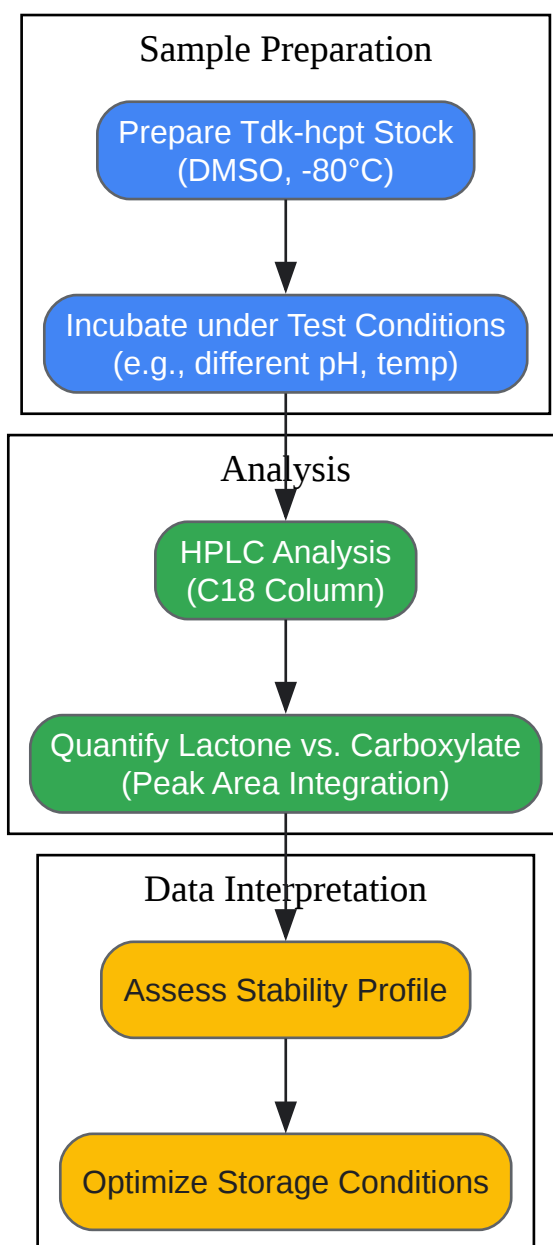 Sample Preparation
Prepare Tdk-hcpt Stock
(DMSO, -80°C)
Incubate under Test Conditions
(e.g., different pH, temp)
Analysis
HPLC Analysis
(C18 Column)
Quantify Lactone vs. Carboxylate
(Peak Area Integration)
Data Interpretation
Assess Stability Profile
Optimize Storage Conditions